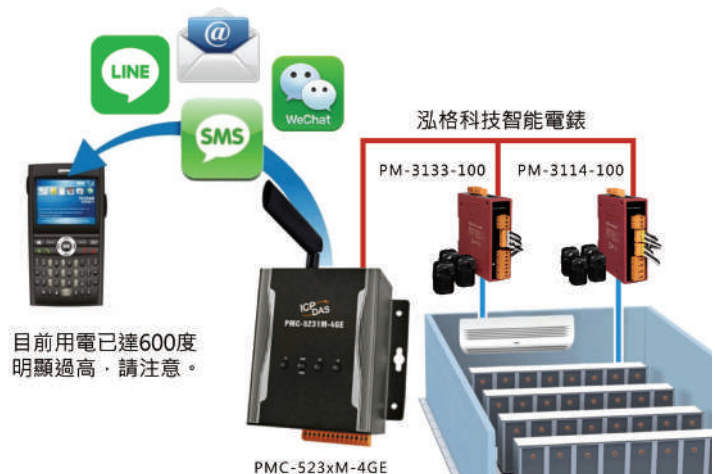 @
LINE
WeChat
SMS
泓格科技智能電錶
PM-3133-100
PM-3114-100
ICP DAS
PMC-5231M-4GE
目前用電已達600度
明顯過高，請注意。
PMC-523xM-4GE